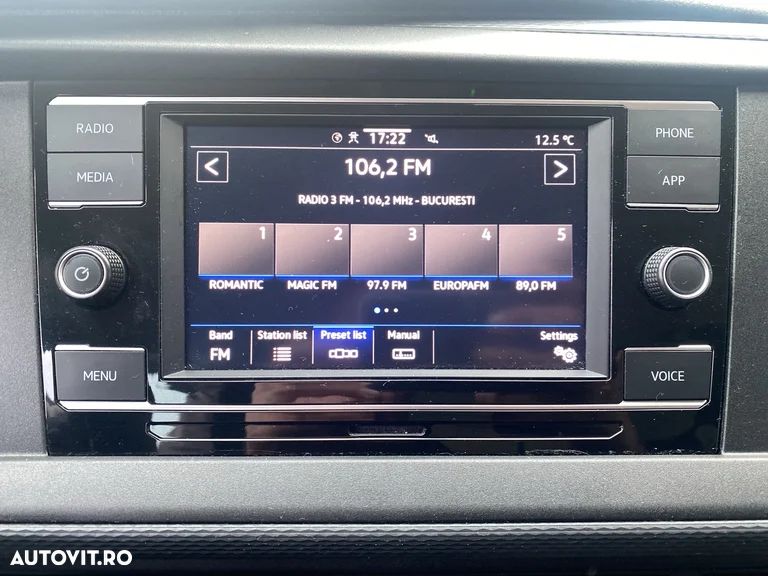 RADIO
MEDIA
MENU
17:22
12.5 °C
<
106,2 FM
>
RADIO 3 FM - 106,2 MHz - BUCURESTI
1 2 3 4 5
ROMANTIC MAGIC FM 97.9 FM EUROPAFM 89,0 FM
Band Station list Preset list Manual Settings
FM
PHONE
APP
VOICE
AUTOVIT.RO